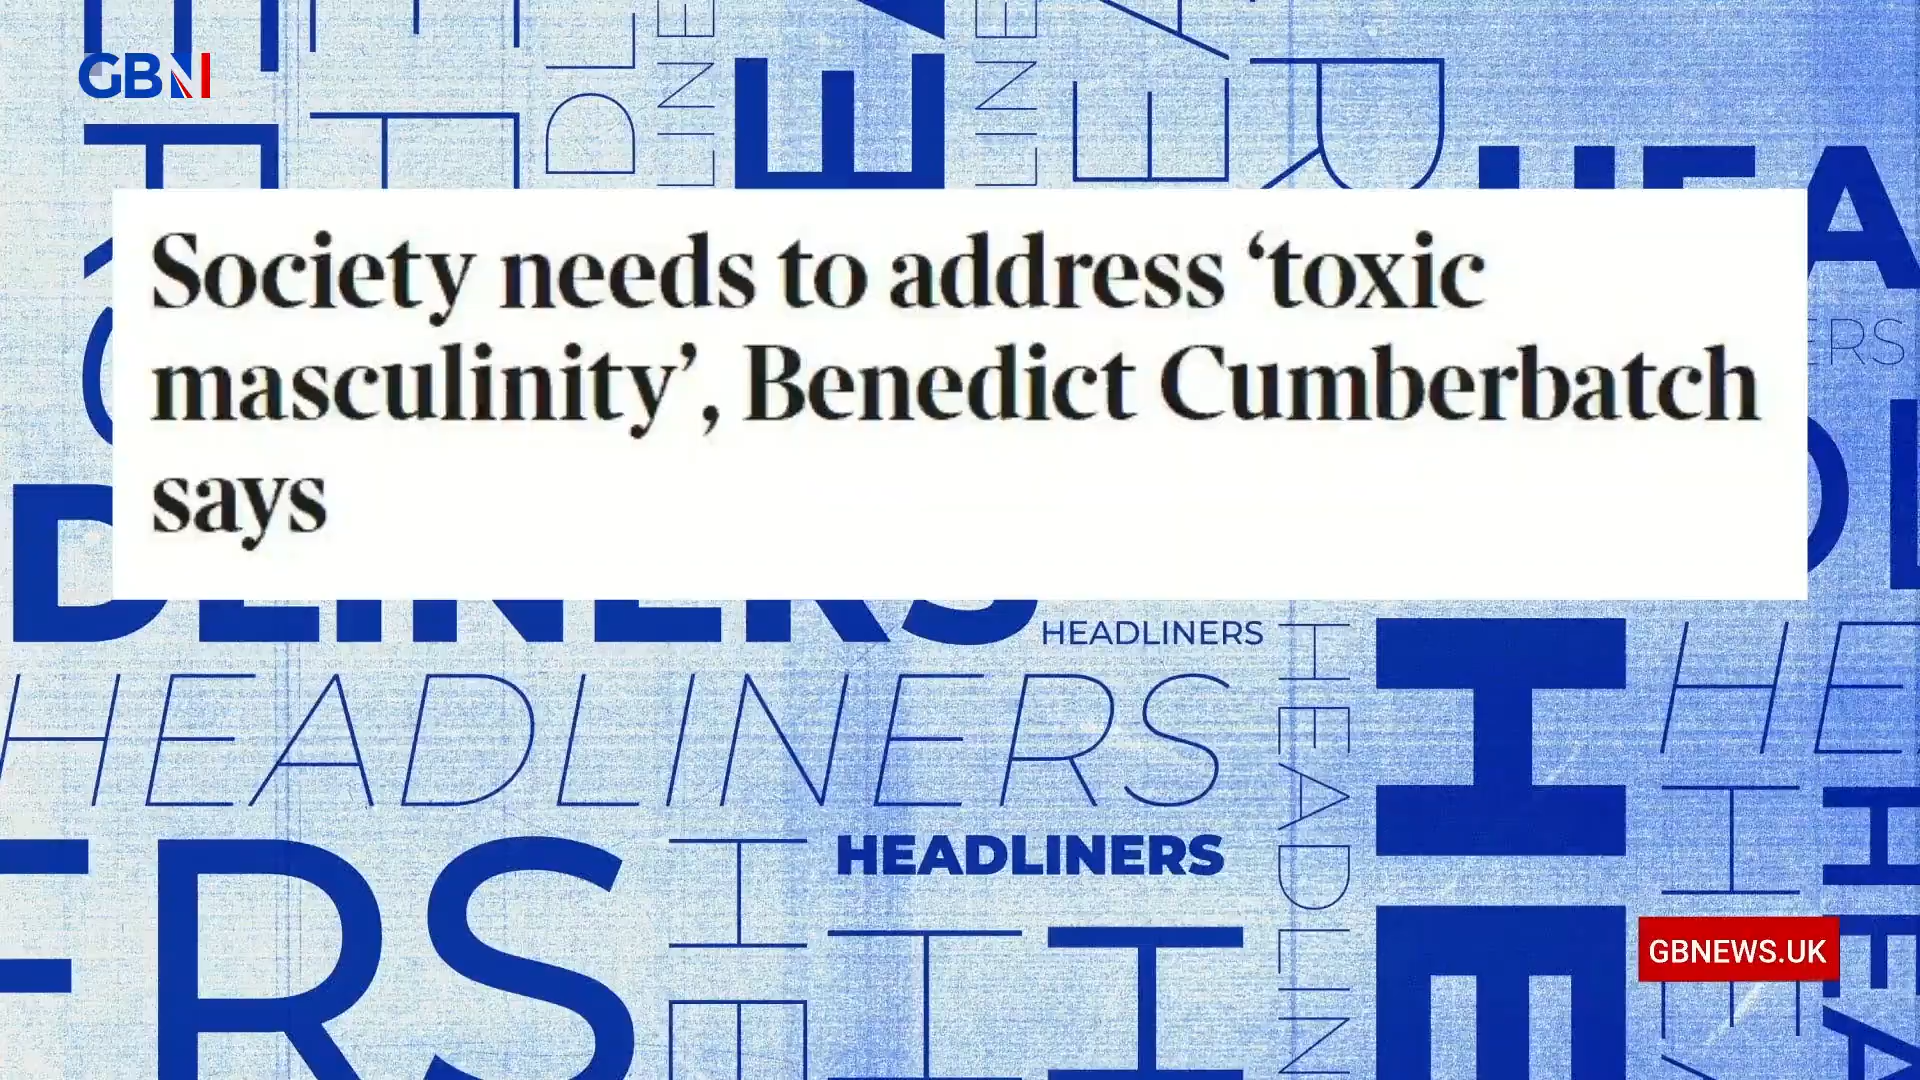 GBN
Society needs to address ‘toxic
masculinity’, Benedict Cumberbatch
says
HEADLINERS
HEADLINERS
HEADLINERS
GBNEWS.UK